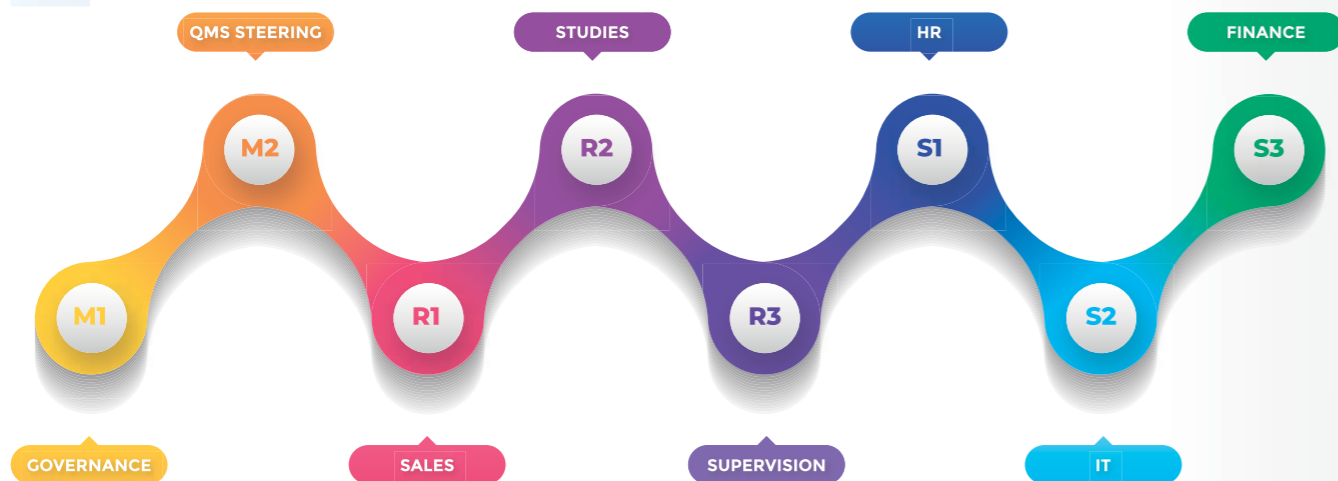 QMS STEERING
STUDIES
HR
FINANCE
M2
R2
S1
S3
M1
R1
R3
S2
GOVERNANCE
SALES
SUPERVISION
IT